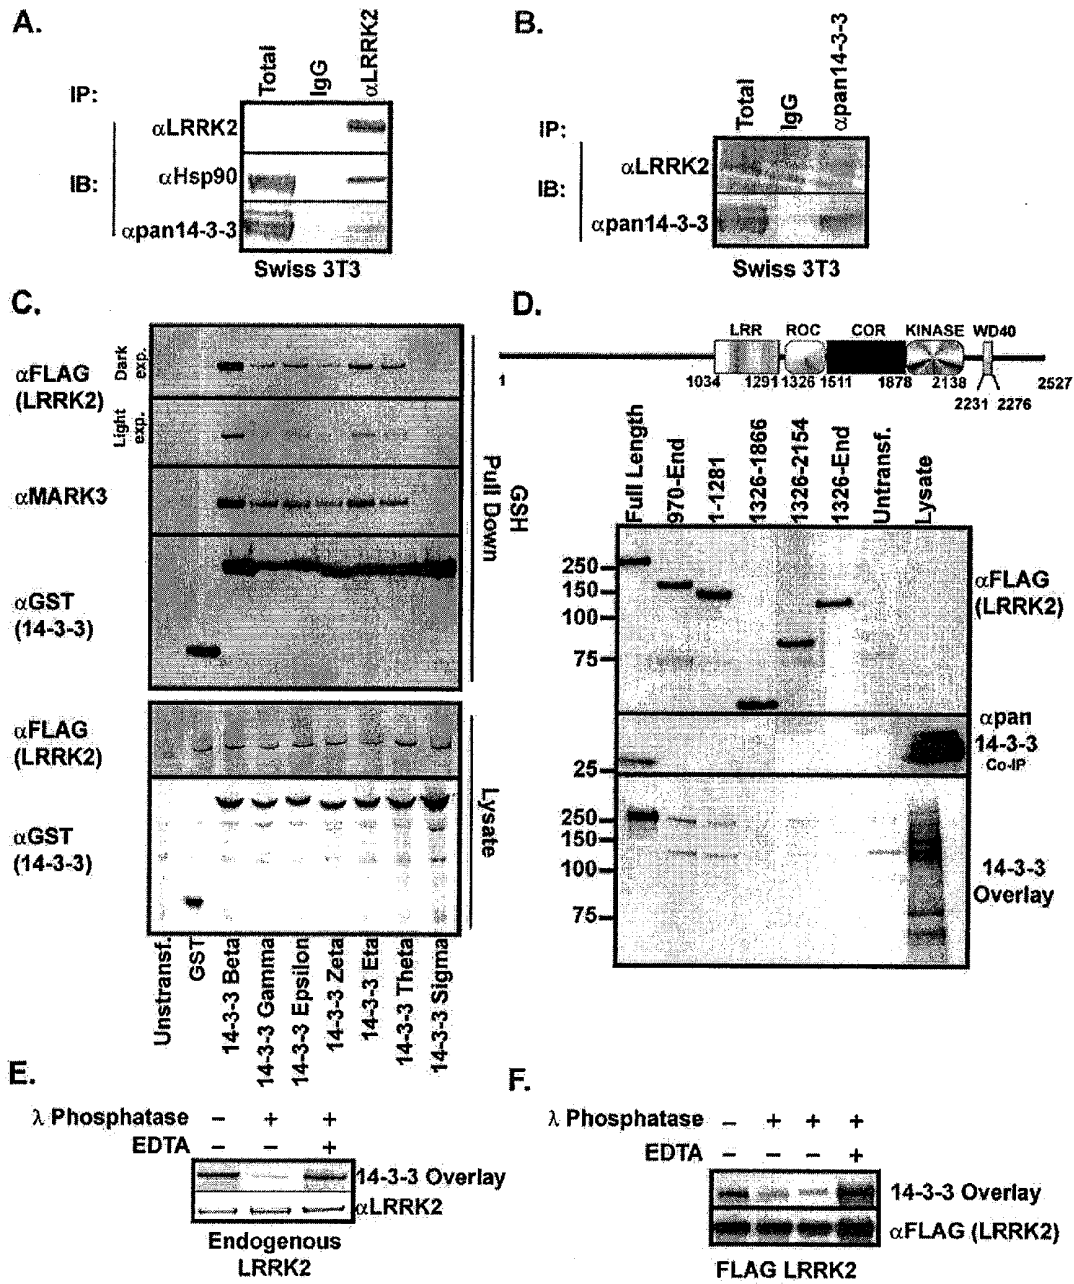 A.
IP:
Total
IgG
αLRRK2
IB:
αLRRK2
αHsp90
αpan14-3-3
Swiss 3T3
B.
IP:
Total
IgG
αpan14-3-3
IB:
αLRRK2
αpan14-3-3
Swiss 3T3
C.
αFLAG
(LRRK2)
Dark
exp.
Light
exp.
αMARK3
αGST
(14-3-3)
GSH
Pull Down
αFLAG
(LRRK2)
αGST
(14-3-3)
Lysate
Unstransf.
GST
14-3-3 Beta
14-3-3 Gamma
14-3-3 Epsilon
14-3-3 Zeta
14-3-3 Eta
14-3-3 Theta
14-3-3 Sigma
D.
LRR ROC COR KINASE WD40
1 1034 1291 1326 1511 1878 2138 2527
2231 2276
Full Length
970-End
1-1281
1326-1866
1326-2154
1326-End
Untransf.
Lysate
250
150
100
75
αFLAG
(LRRK2)
25
αpan
14-3-3
Co-IP
250
150
100
75
14-3-3
Overlay
E.
λ Phosphatase – + +
EDTA – – +
14-3-3 Overlay
αLRRK2
Endogenous
LRRK2
F.
λ Phosphatase – + + +
EDTA – – – +
14-3-3 Overlay
αFLAG (LRRK2)
FLAG LRRK2